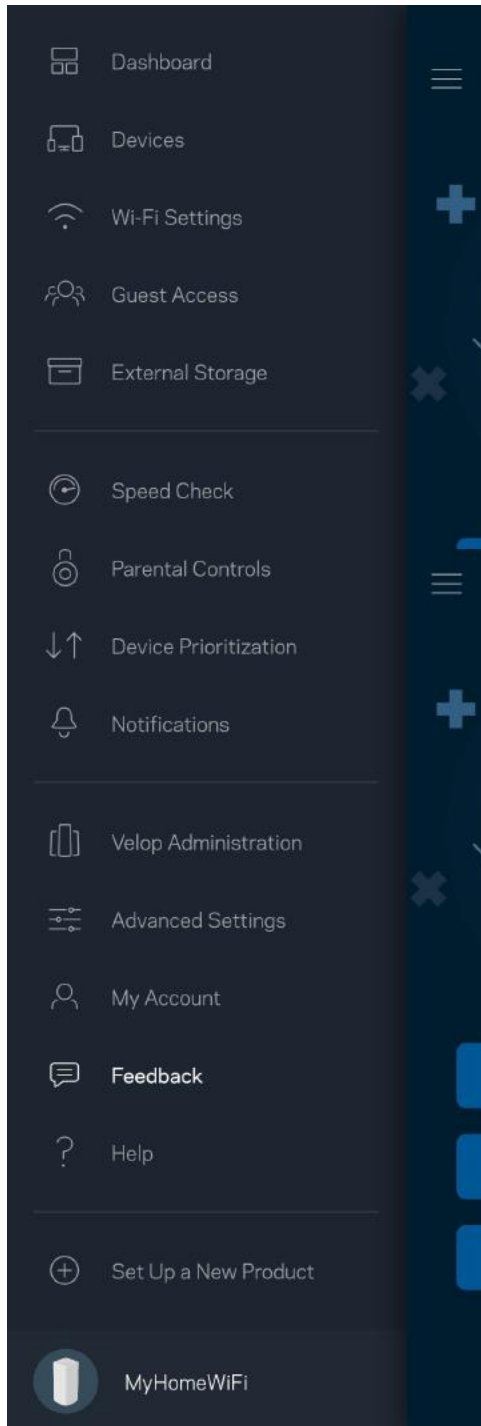 Dashboard
Devices
Wi-Fi Settings
Guest Access
External Storage
Speed Check
Parental Controls
Device Prioritization
Notifications
Velop Administration
Advanced Settings
My Account
Feedback
Help
Set Up a New Product
MyHomeWiFi